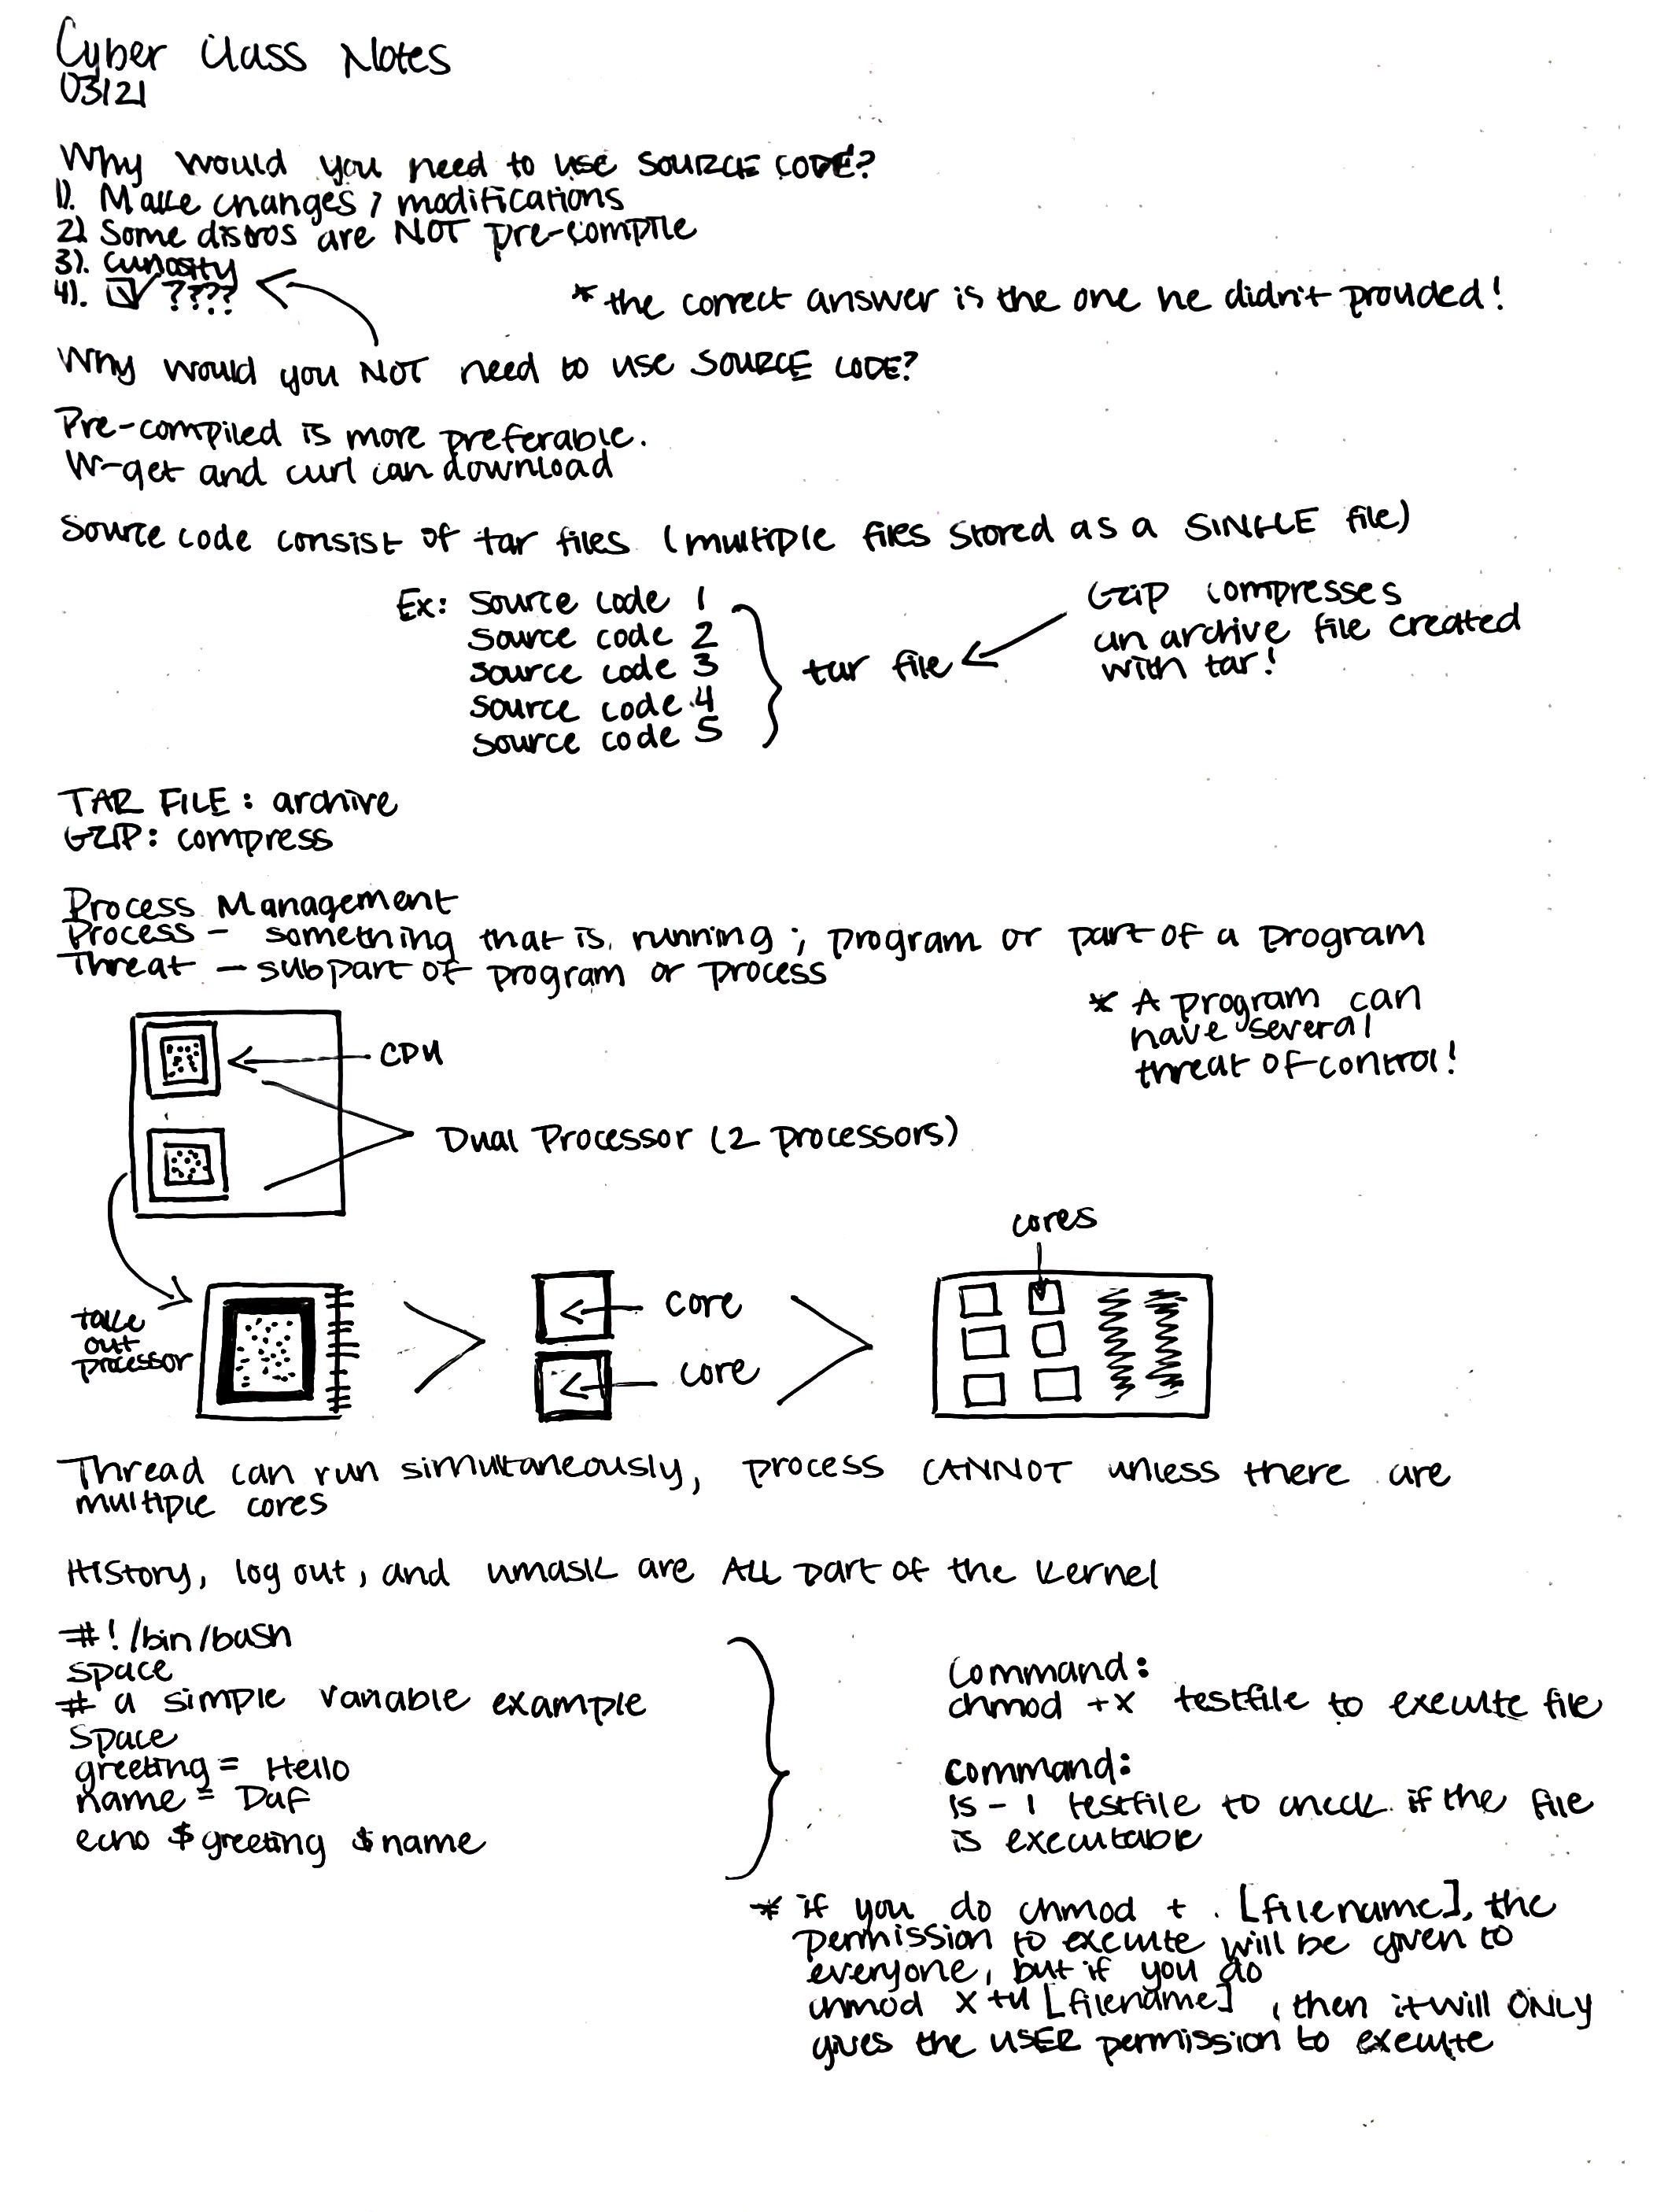 Cyber Class Notes
03/21
Why would you need to use SOURCE CODE?
1). Make changes / modifications
2) Some distros are NOT pre-compile
3). curiosity
4). ????
* the correct answer is the one he didn't prouded!
Why would you NOT need to use SOURCE CODE?
Pre-compiled is more preferable.
W-get and curl can download
Source code consist of tar files (multiple files stored as a SINGLE file)
Ex: Source code 1
Source code 2
Source code 3
Source code 4
Source code 5
tar file
GZIP compresses
an archive file created
with tar!
TAR FILE: archive
GZIP: compress
Process Management
Process - something that is running; program or part of a program
Threat - subpart of program or process
* A program can
have several
threat of control!
CPU
Dual Processor (2 processors)
take
out
processor
core
core
cores
Thread can run simultaneously, process CANNOT unless there are
multiple cores
History, log out, and umask are ALL part of the kernel
#! /bin/bash
space
# a simple variable example
space
greeting = Hello
name = Daf
echo $greeting $name
Command:
chmod +x testfile to execute file
command:
ls -l testfile to check if the file
is executable
* if you do chmod + . [filename], the
permission to execute will be given to
everyone, but if you do
chmod x+u [filename], then it will ONLY
gives the USER permission to execute